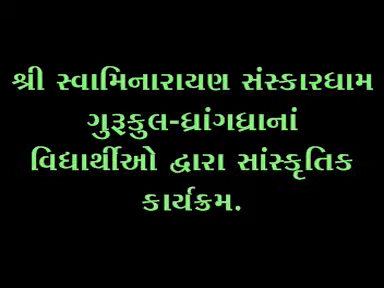 શ્રી સ્વામિનારાયણ સંસ્કારધામ
ગુરૂકુલ-ધ્રાંગધ્રાનાં
વિદ્યાર્થીઓ દ્વારા સાંસ્કૃતિક
કાર્યક્રમ.